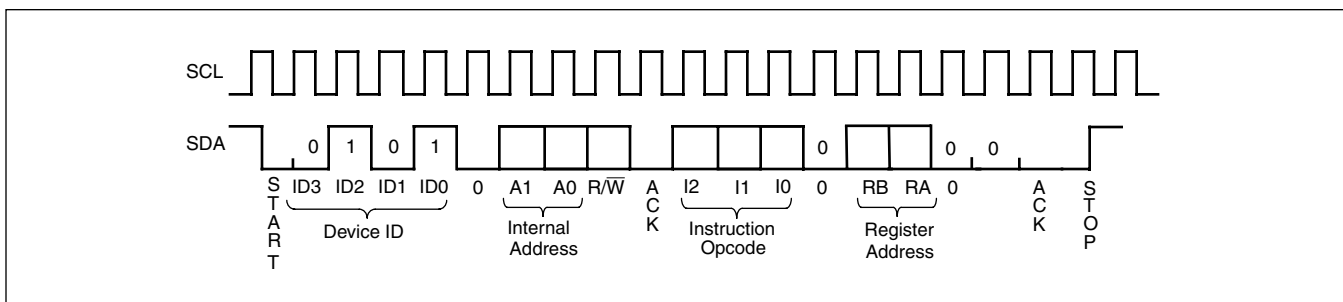 SCL
SDA
0 1 0 1 0 0 0
ID3 ID2 ID1 ID0 0 A1 A0 R/W̅ ACK I2 I1 I0 0 RB RA 0 ACK STOP
START
Device ID
Internal
Address
Instruction
Opcode
Register
Address